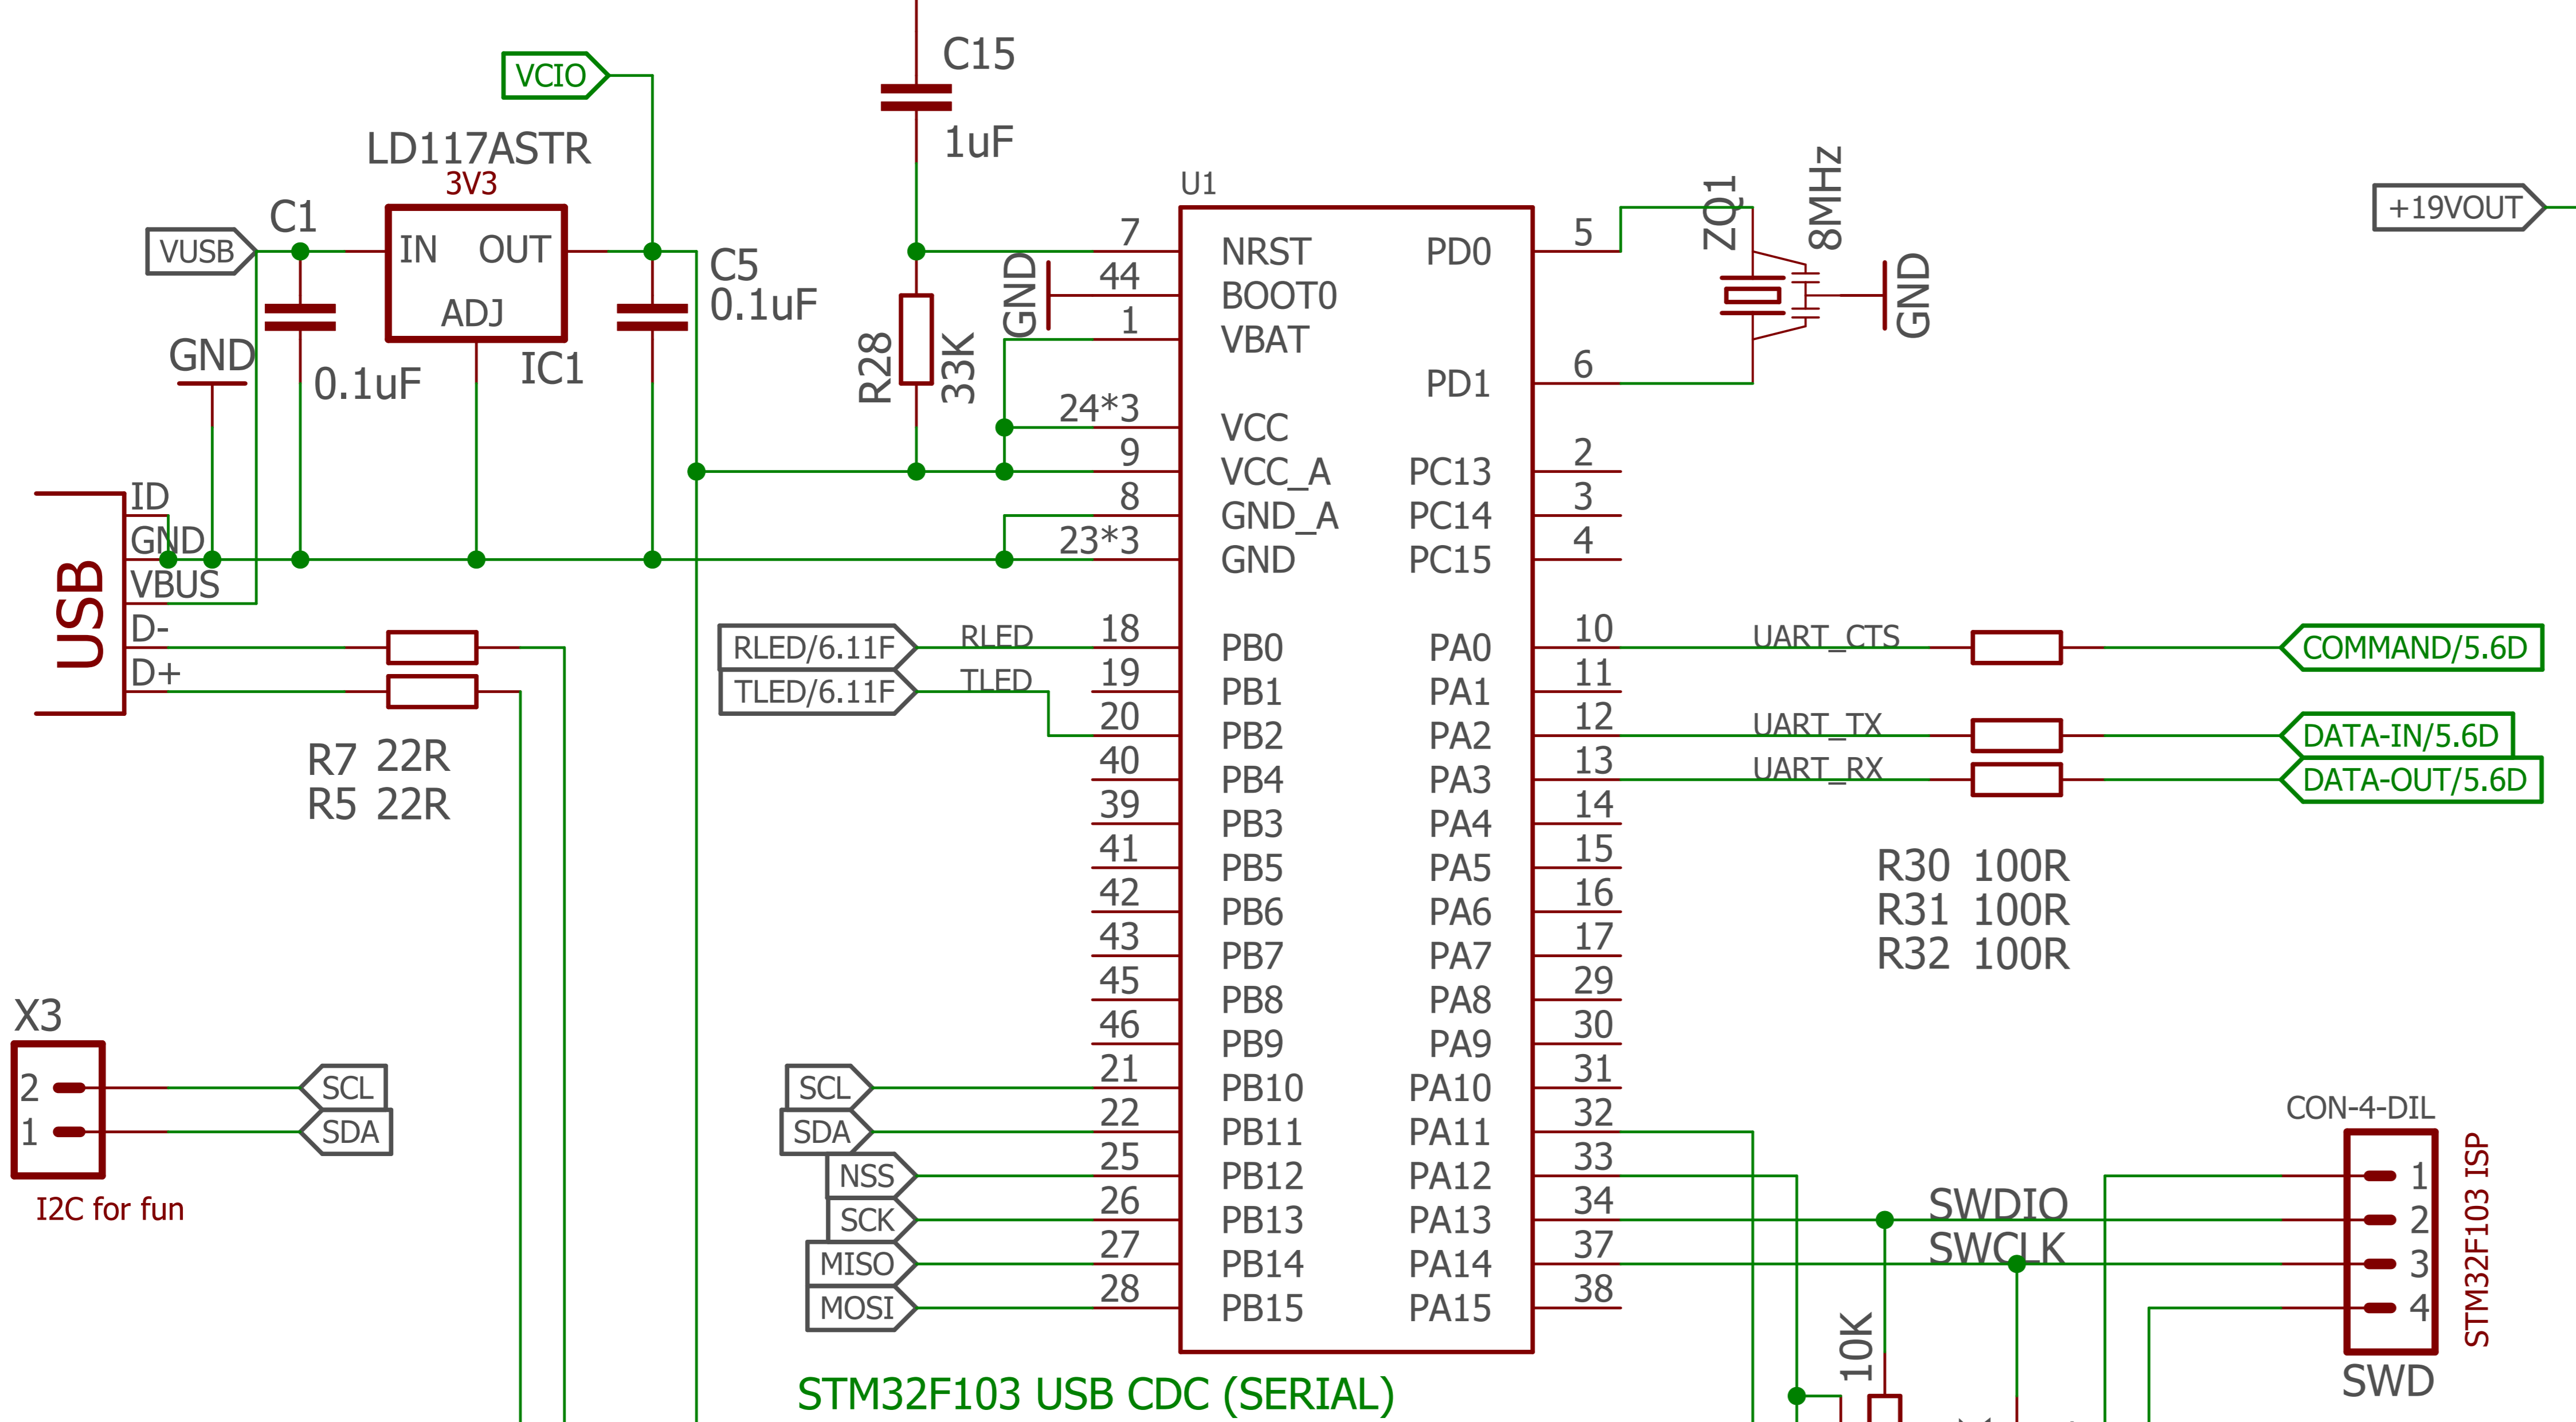 C15
1uF
VCIO
LD117ASTR
3V3
C1
VUSB
IN
OUT
ADJ
IC1
C5
0.1uF
GND
0.1uF
R28
33K
GND
U1
7
NRST
44
BOOT0
1
VBAT
24*3
VCC
9
VCC_A
8
GND_A
23*3
GND
PD0
5
PD1
6
PC13
2
PC14
3
PC15
4
ZQ1
8MHz
GND
+19VOUT
USB
ID
GND
VBUS
D-
D+
R7 22R
R5 22R
RLED/6.11F
RLED
TLED/6.11F
TLED
18
PB0
19
PB1
20
PB2
40
PB4
39
PB3
41
PB5
42
PB6
43
PB7
45
PB8
46
PB9
21
PB10
22
PB11
25
PB12
26
PB13
27
PB14
28
PB15
PA0
10
PA1
11
PA2
12
PA3
13
PA4
14
PA5
15
PA6
16
PA7
17
PA8
29
PA9
30
PA10
31
PA11
32
PA12
33
PA13
34
PA14
37
PA15
38
UART_CTS
COMMAND/5.6D
UART_TX
DATA-IN/5.6D
UART_RX
DATA-OUT/5.6D
R30 100R
R31 100R
R32 100R
X3
2
SCL
1
SDA
I2C for fun
SCL
SDA
NSS
SCK
MISO
MOSI
SWDIO
SWCLK
10K
CON-4-DIL
1
2
3
4
STM32F103 ISP
SWD
STM32F103 USB CDC (SERIAL)